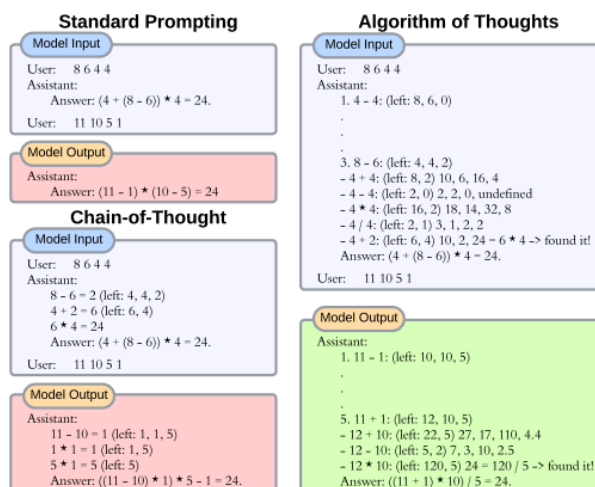 Standard Prompting
Model Input
User: 8 6 4 4
Assistant:
Answer: (4 + (8 – 6)) ★ 4 = 24.
User: 11 10 5 1
Model Output
Assistant:
Answer: (11 – 1) ★ (10 – 5) = 24
Chain-of-Thought
Model Input
User: 8 6 4 4
Assistant:
8 – 6 = 2 (left: 4, 4, 2)
4 + 2 = 6 (left: 6, 4)
6 ★ 4 = 24
Answer: (4 + (8 – 6)) ★ 4 = 24.
User: 11 10 5 1
Model Output
Assistant:
11 – 10 = 1 (left: 1, 1, 5)
1 ★ 1 = 1 (left: 1, 5)
5 ★ 1 = 5 (left: 5)
Answer: ((11 – 10) ★ 1) ★ 5 – 1 = 24.
Algorithm of Thoughts
Model Input
User: 8 6 4 4
Assistant:
1. 4 – 4: (left: 8, 6, 0)
.
.
.
3. 8 – 6: (left: 4, 4, 2)
– 4 + 4: (left: 8, 2) 10, 6, 16, 4
– 4 – 4: (left: 2, 0) 2, 2, 0, undefined
– 4 ★ 4: (left: 16, 2) 18, 14, 32, 8
– 4 / 4: (left: 2, 1) 3, 1, 2, 2
– 4 + 2: (left: 6, 4) 10, 2, 24 = 6 ★ 4 -> found it!
Answer: (4 + (8 – 6)) ★ 4 = 24.
User: 11 10 5 1
Model Output
Assistant:
1. 11 – 1: (left: 10, 10, 5)
.
.
.
5. 11 + 1: (left: 12, 10, 5)
– 12 + 10: (left: 22, 5) 27, 17, 110, 4.4
– 12 – 10: (left: 5, 2) 7, 3, 10, 2.5
– 12 ★ 10: (left: 120, 5) 24 = 120 / 5 -> found it!
Answer: ((11 + 1) ★ 10) / 5 = 24.